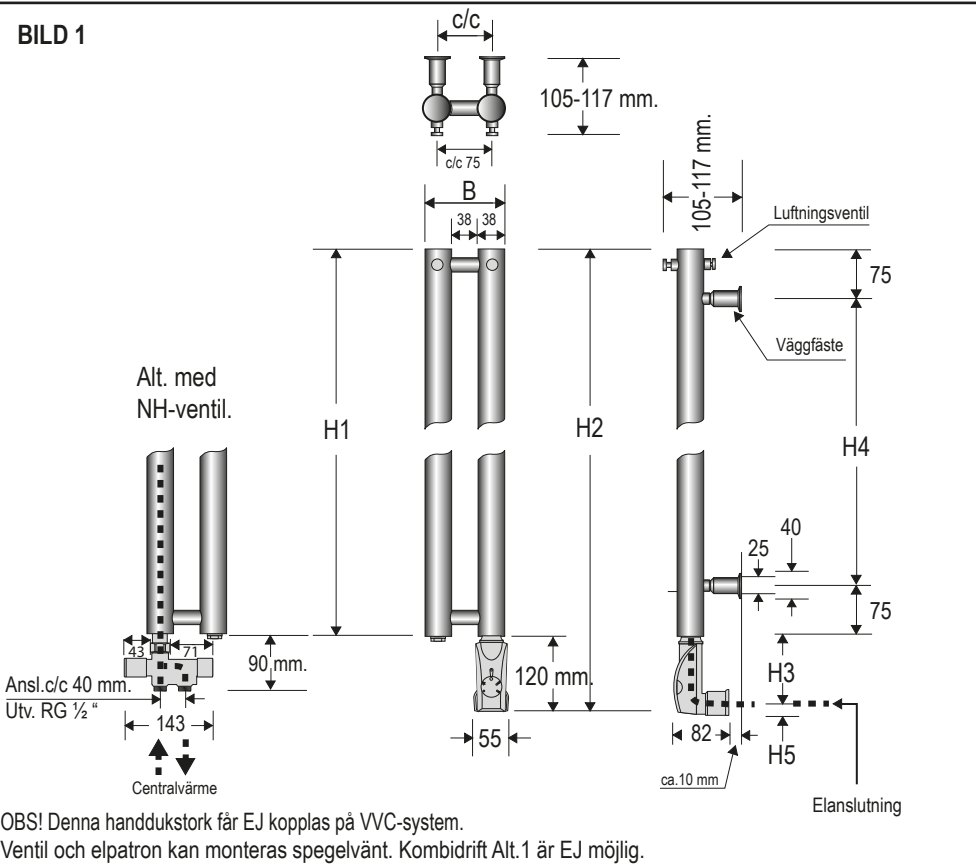 BILD 1
c/c
105-117 mm.
c/c 75
B
38 38
105-117 mm.
Luftningsventil
75
Väggfäste
Alt. med
NH-ventil.
H1
H2
H4
25
40
75
43
71
90 mm.
120 mm.
H3
Ansl.c/c 40 mm.
Utv. RG ½ “
143
55
82
H5
ca.10 mm
Centralvärme
Elanslutning
OBS! Denna handdukstork får EJ kopplas på VVC-system.
Ventil och elpatron kan monteras spegelvänt. Kombidrift Alt.1 är EJ möjlig.